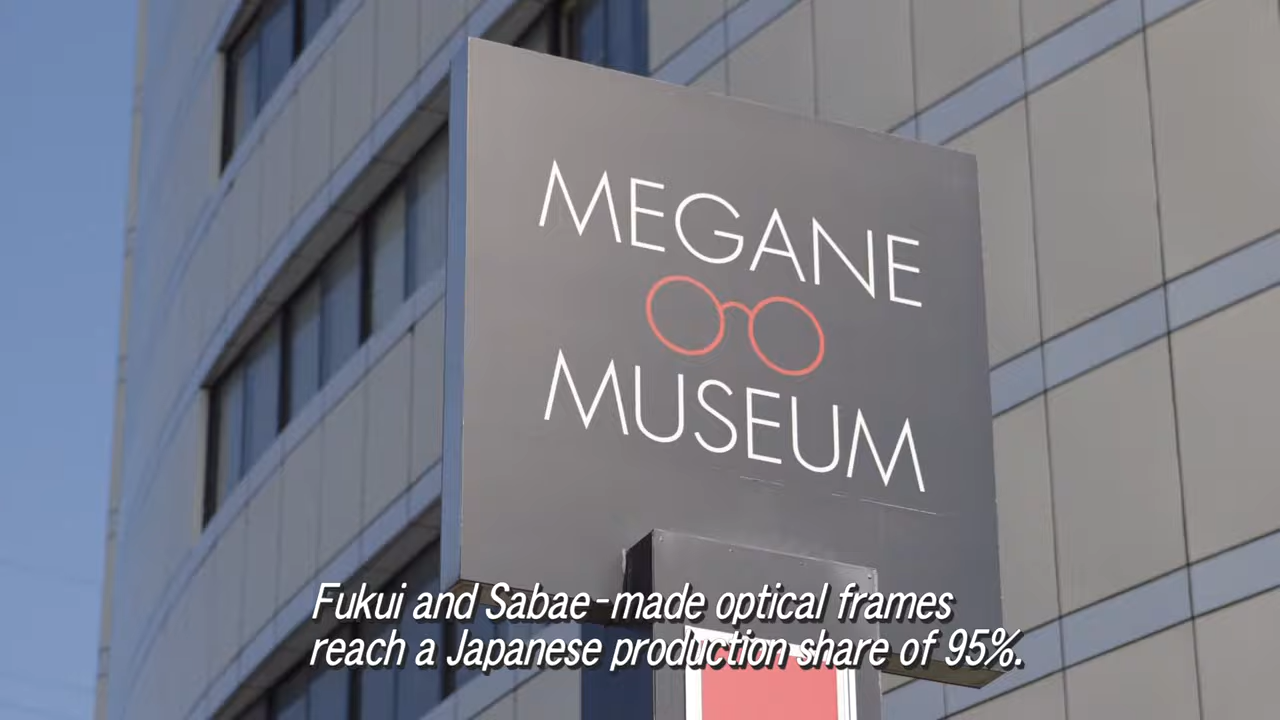 MEGANE
MUSEUM
Fukui and Sabae-made optical frames
reach a Japanese production share of 95%.